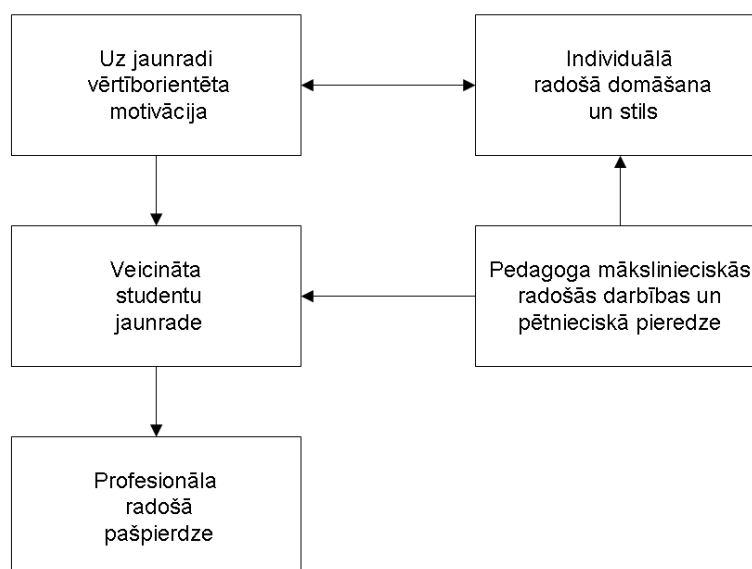 Uz jaunradi
vērtīborientēta
motivācija
Individuālā
radošā domāšana
un stils
Veicināta
studentu
jaunrade
Pedagoga mākslinieciskās
radošās darbības un
pētnieciskā pieredze
Profesionāla
radošā
pašpierdze